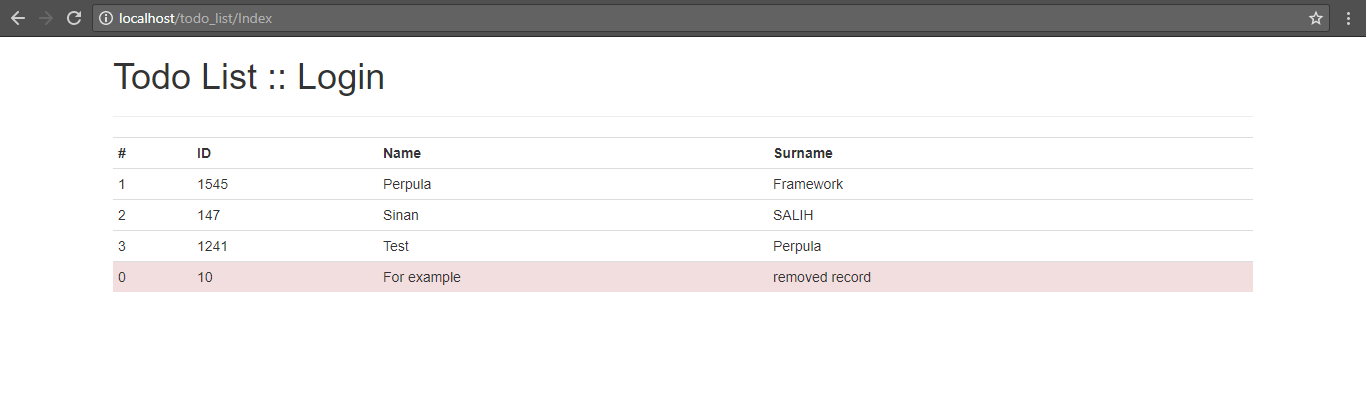 localhost/todo_list/Index
Todo List :: Login
# ID Name Surname
1 1545 Perpula Framework
2 147 Sinan SALIH
3 1241 Test Perpula
0 10 For example removed record